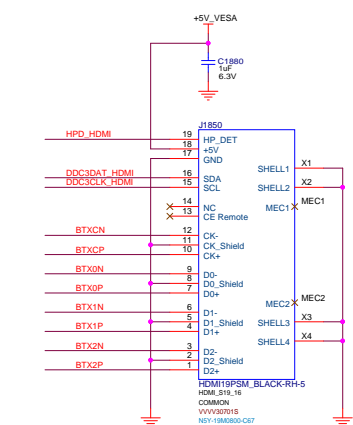 +5V_VESA
C1880
1uF
6.3V
J1850
HPD_HDMI 19 HP_DET
18 +5V
17 GND
SHELL1 X1
DDC3DAT_HDMI 16 SDA
DDC3CLK_HDMI 15 SCL SHELL2 X2
14 NC MEC1 MEC1
13 CE Remote
BTXCN 12 CK-
11 CK_Shield
BTXCP 10 CK+
BTX0N 9 D0-
8 D0_Shield
BTX0P 7 D0+
MEC2 MEC2
BTX1N 6 D1-
5 D1_Shield SHELL3 X3
BTX1P 4 D1+
SHELL4 X4
BTX2N 3 D2-
2 D2_Shield
BTX2P 1 D2+
HDMI19PSM_BLACK-RH-5
HDMI_S19_16
COMMON
VVVV30701S
N5Y-19M0800-C67